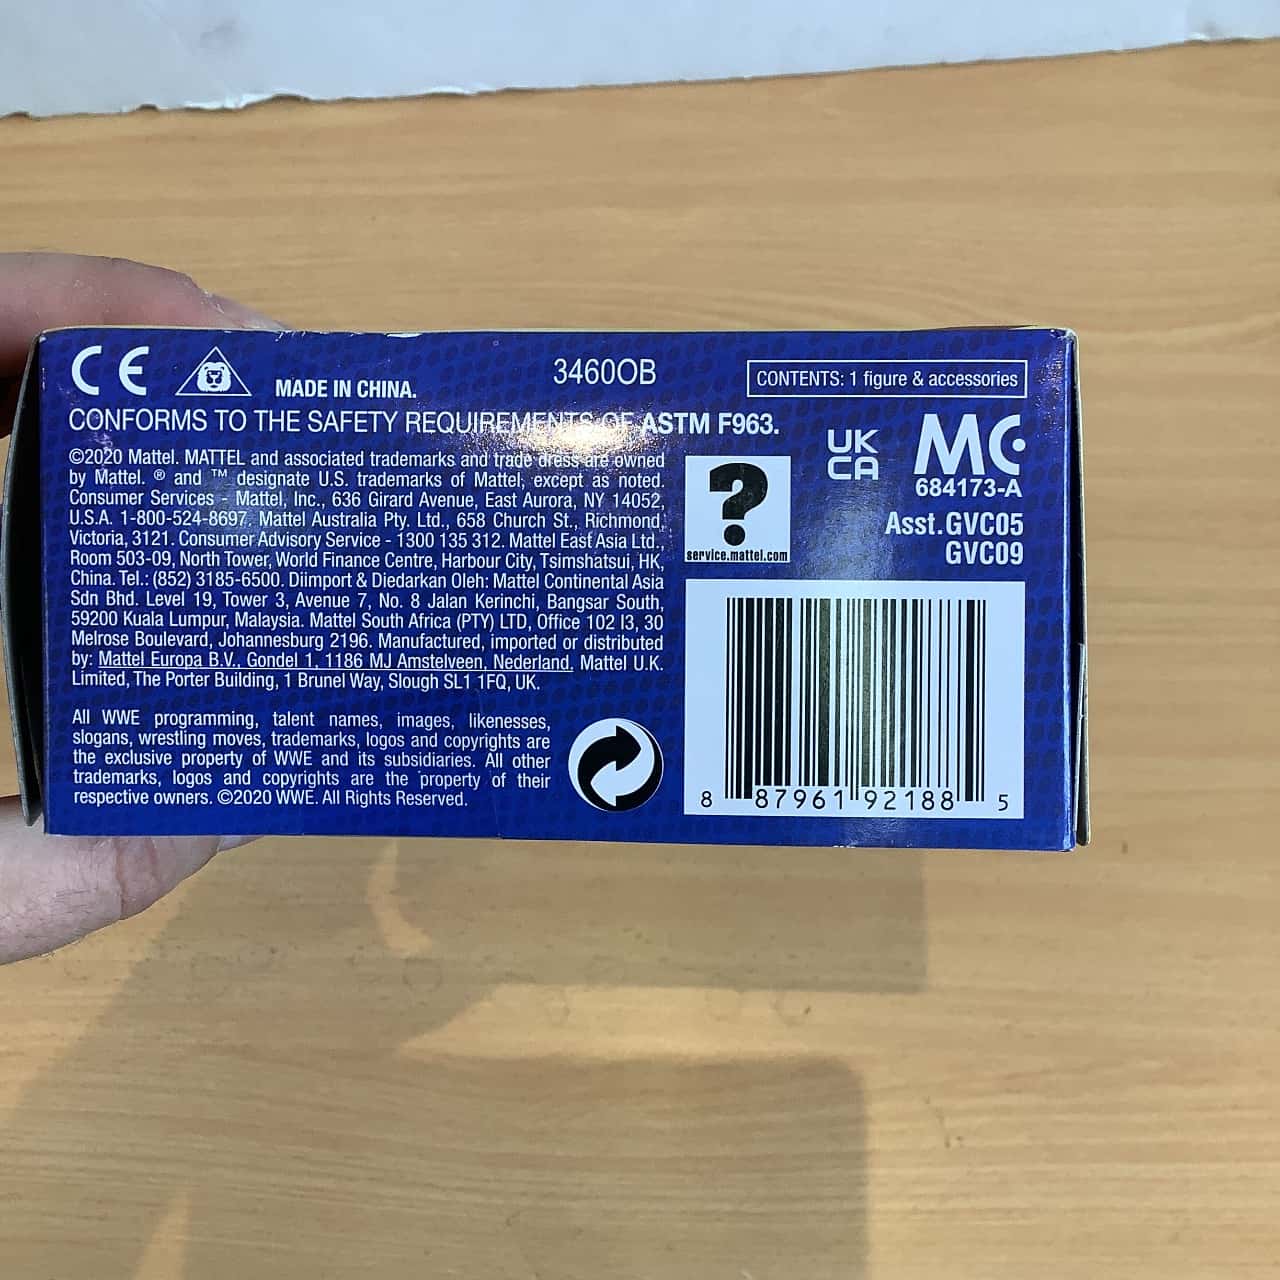 CE
MADE IN CHINA.
3460OB
CONTENTS: 1 figure & accessories
CONFORMS TO THE SAFETY REQUIREMENTS OF ASTM F963.
©2020 Mattel. MATTEL and associated trademarks and trade dress are owned
by Mattel. ® and ™ designate U.S. trademarks of Mattel, except as noted.
Consumer Services - Mattel, Inc., 636 Girard Avenue, East Aurora, NY 14052,
U.S.A. 1-800-524-8697. Mattel Australia Pty. Ltd., 658 Church St., Richmond,
Victoria, 3121. Consumer Advisory Service - 1300 135 312. Mattel East Asia Ltd.,
Room 503-09, North Tower, World Finance Centre, Harbour City, Tsimshatsui, HK,
China. Tel.: (852) 3185-6500. Diimport & Diedarkan Oleh: Mattel Continental Asia
Sdn Bhd. Level 19, Tower 3, Avenue 7, No. 8 Jalan Kerinchi, Bangsar South,
59200 Kuala Lumpur, Malaysia. Mattel South Africa (PTY) LTD, Office 102 I3, 30
Melrose Boulevard, Johannesburg 2196. Manufactured, imported or distributed
by: Mattel Europa B.V., Gondel 1, 1186 MJ Amstelveen, Nederland. Mattel U.K.
Limited, The Porter Building, 1 Brunel Way, Slough SL1 1FQ, UK.
All WWE programming, talent names, images, likenesses,
slogans, wrestling moves, trademarks, logos and copyrights are
the exclusive property of WWE and its subsidiaries. All other
trademarks, logos and copyrights are the property of their
respective owners. ©2020 WWE. All Rights Reserved.
?
service.mattel.com
UK
CA
MC
684173-A
Asst.GVC05
GVC09
8 87961 92188 5